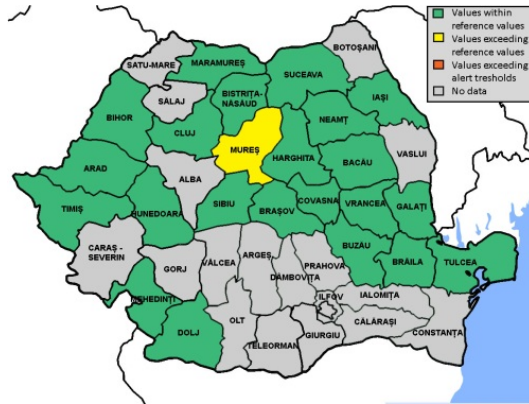 Values within
reference values
Values exceeding
reference values
Values exceeding
alert tresholds
No data
BOTOȘANI
SATU-MARE
MARAMUREȘ
SUCEAVA
BISTRIȚA-
NĂSĂUD
SĂLAJ
IAȘI
BIHOR
NEAMȚ
CLUJ
MUREȘ
HARGHITA
BACĂU
VASLUI
ARAD
ALBA
TIMIȘ
HUNEDOARA
SIBIU
BRAȘOV
COVASNA
VRANCEA
GALAȚI
CARAȘ -
SEVERIN
GORJ
VÂLCEA
ARGEȘ
DÂMBOVIȚA
PRAHOVA
BUZĂU
BRĂILA
TULCEA
MEHEDINȚI
ILFOV
IALOMIȚA
DOLJ
OLT
TELEORMAN
GIURGIU
CĂLĂRAȘI
CONSTANȚA